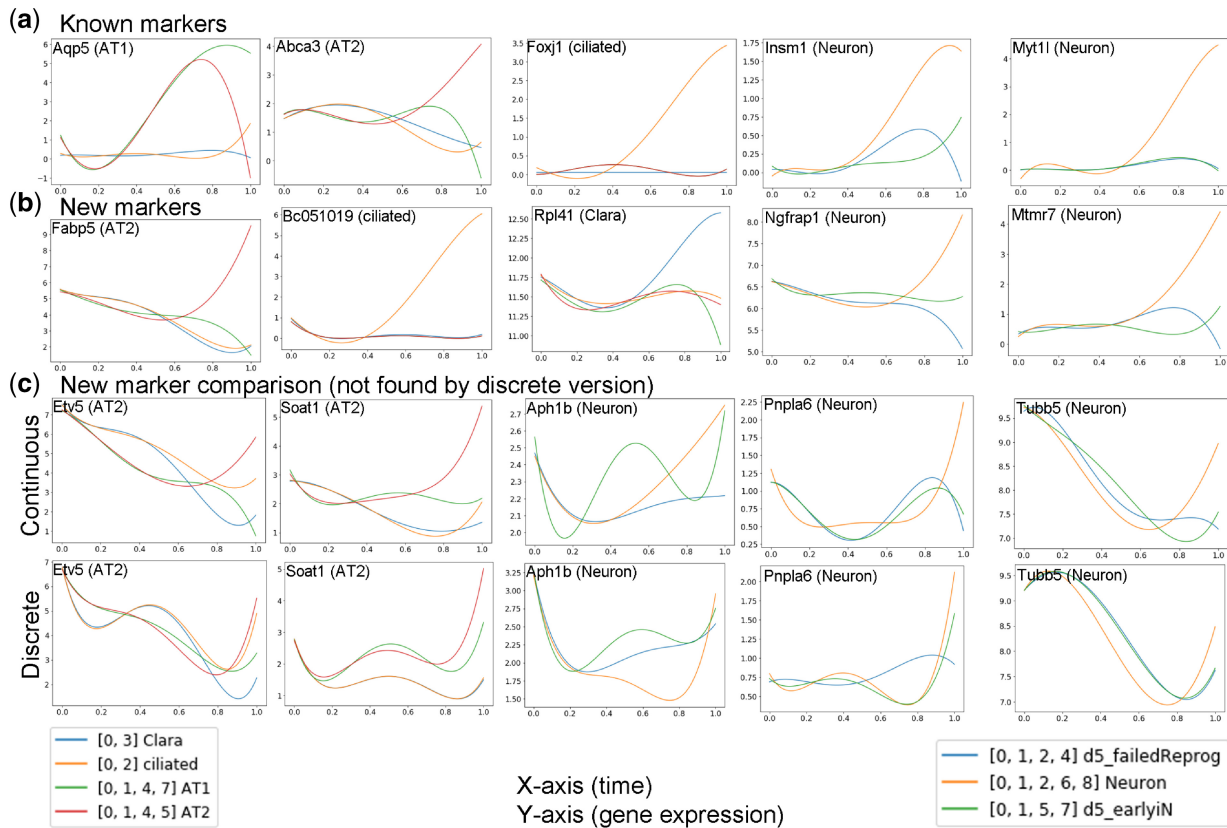 (a) Known markers
Aqp5 (AT1)
Abca3 (AT2)
Foxj1 (ciliated)
Insm1 (Neuron)
Myt1l (Neuron)
(b) New markers
Fabp5 (AT2)
Bc051019 (ciliated)
Rpl41 (Clara)
Ngfrap1 (Neuron)
Mtmr7 (Neuron)
(c) New marker comparison (not found by discrete version)
Continuous
Etv5 (AT2)
Soat1 (AT2)
Aph1b (Neuron)
Pnpla6 (Neuron)
Tubb5 (Neuron)
Discrete
Etv5 (AT2)
Soat1 (AT2)
Aph1b (Neuron)
Pnpla6 (Neuron)
Tubb5 (Neuron)
[0, 3] Clara
[0, 2] ciliated
[0, 1, 4, 7] AT1
[0, 1, 4, 5] AT2
X-axis (time)
Y-axis (gene expression)
[0, 1, 2, 4] d5_failedReprog
[0, 1, 2, 6, 8] Neuron
[0, 1, 5, 7] d5_earlyiN